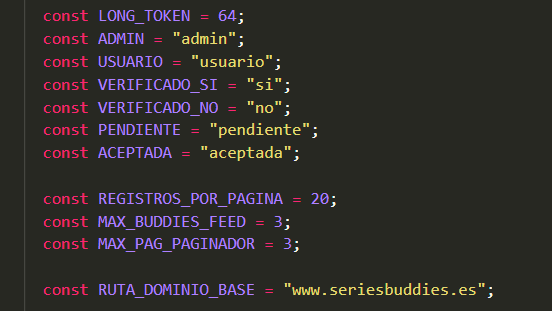 const LONG_TOKEN = 64;
const ADMIN = "admin";
const USUARIO = "usuario";
const VERIFICADO_SI = "si";
const VERIFICADO_NO = "no";
const PENDIENTE = "pendiente";
const ACEPTADA = "aceptada";
const REGISTROS_POR_PAGINA = 20;
const MAX_BUDDIES_FEED = 3;
const MAX_PAG_PAGINADOR = 3;
const RUTA_DOMINIO_BASE = "www.seriesbuddies.es";